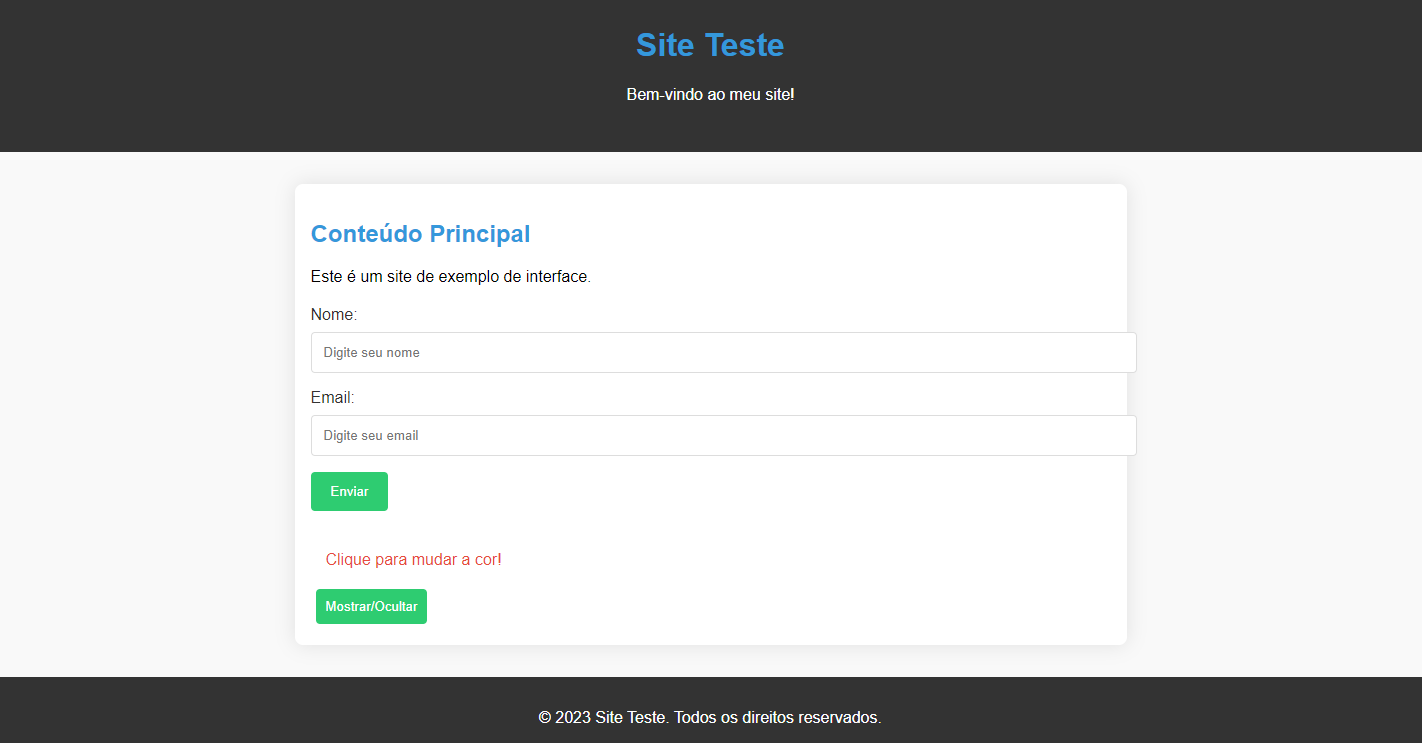 Site Teste
Bem-vindo ao meu site!
Conteúdo Principal
Este é um site de exemplo de interface.
Nome:
Digite seu nome
Email:
Digite seu email
Enviar
Clique para mudar a cor!
Mostrar/Ocultar
© 2023 Site Teste. Todos os direitos reservados.